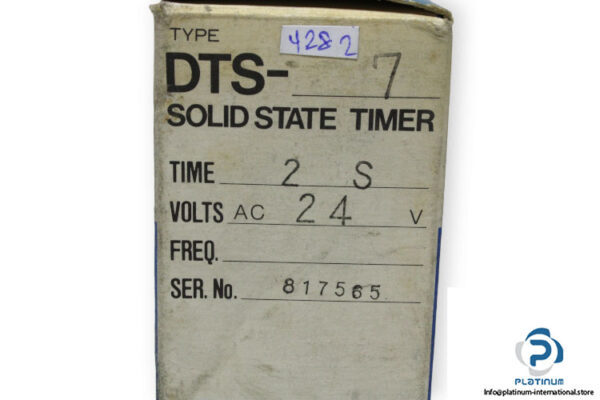 TYPE
4282
DTS- 7
SOLID STATE TIMER
TIME 2 S
VOLTS AC 24 V
FREQ.
SER. No. 817565
PLATINUM
Info@platinum-international.store